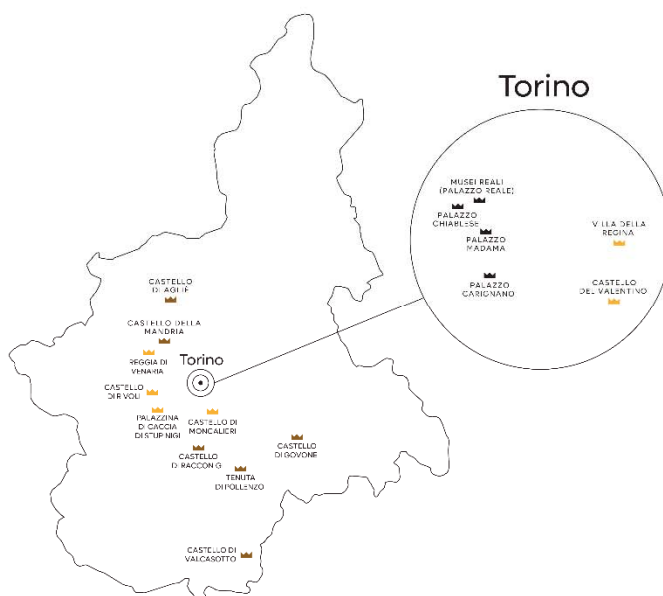 Torino
MUSEI REALI
(PALAZZO REALE)
PALAZZO
CHIABLESE
PALAZZO
MADAMA
VILLA DELLA
REGINA
PALAZZO
CARIGNANO
CASTELLO
DEL VALENTINO
CASTELLO
DI AGLIÈ
CASTELLO DELLA
MANDRIA
REGGIA DI
VENARIA
Torino
CASTELLO
DI RIVOLI
PALAZZINA
DI CACCIA
DI STUPINIGI
CASTELLO DI
MONCALIERI
CASTELLO
DI RACCONIG
CASTELLO
DI GOVONE
TENUTA
DI POLLENZO
CASTELLO DI
VALCASOTTO